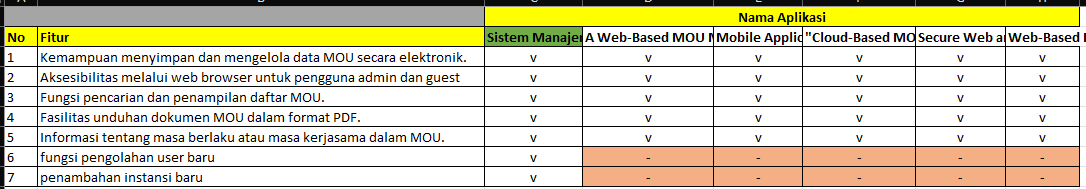 Nama Aplikasi
No Fitur Sistem Manajer A Web-Based MOU Mobile Applic "Cloud-Based MO Secure Web a Web-Based
1 Kemampuan menyimpan dan mengelola data MOU secara elektronik. v v v v v v
2 Aksesibilitas melalui web browser untuk pengguna admin dan guest v v v v v v
3 Fungsi pencarian dan penampilan daftar MOU. v v v v v v
4 Fasilitas unduhan dokumen MOU dalam format PDF. v v v v v v
5 Informasi tentang masa berlaku atau masa kerjasama dalam MOU. v v v v v v
6 fungsi pengolahan user baru v - - - - -
7 penambahan instansi baru v - - - - -